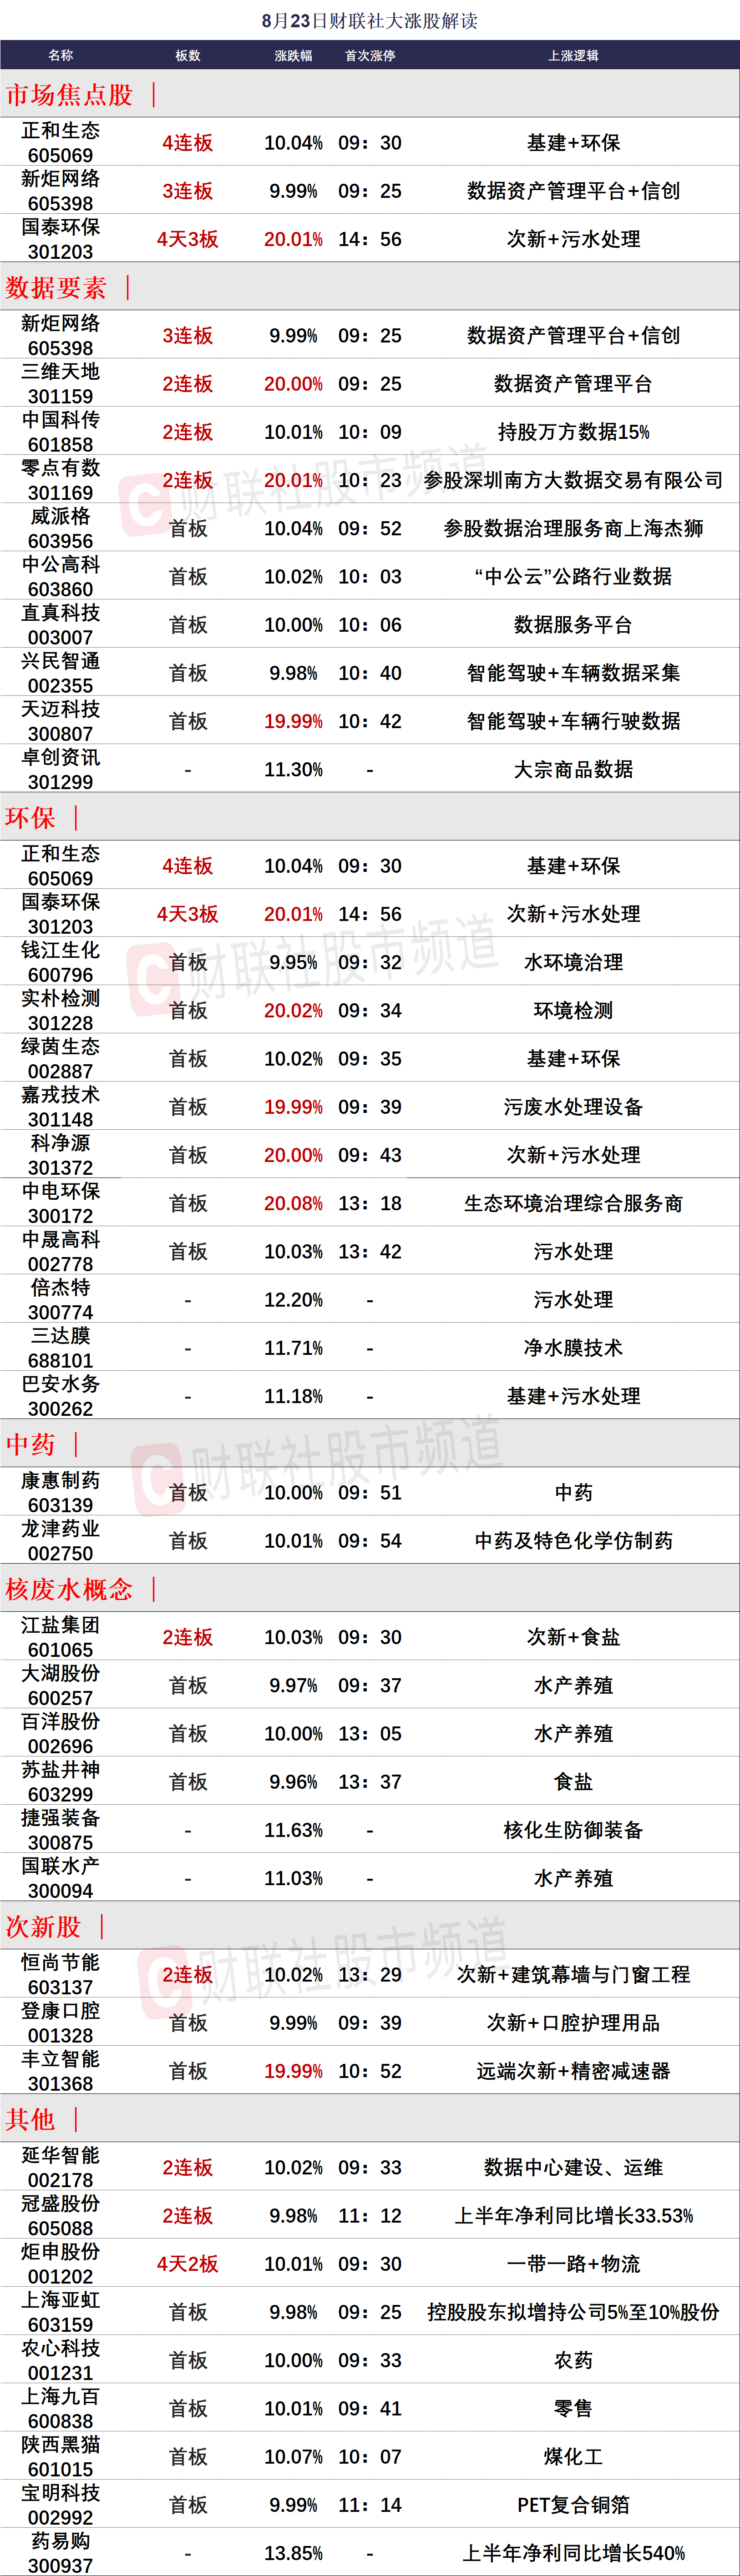 8月23日财联社大涨股解读
名称 板数 涨跌幅 首次涨停 上涨逻辑
市场焦点股
正和生态
605069 4连板 10.04% 09：30 基建+环保
新炬网络
605398 3连板 9.99% 09：25 数据资产管理平台+信创
国泰环保
301203 4天3板 20.01% 14：56 次新+污水处理
数据要素
新炬网络
605398 3连板 9.99% 09：25 数据资产管理平台+信创
三维天地
301159 2连板 20.00% 09：25 数据资产管理平台
中国科传
601858 2连板 10.01% 10：09 持股万方数据15%
零点有数
301169 2连板 20.01% 10：23 参股深圳南方大数据交易有限公司
威派格
603956 首板 10.04% 09：52 参股数据治理服务商上海杰狮
中公高科
603860 首板 10.02% 10：03 “中公云”公路行业数据
直真科技
003007 首板 10.00% 10：06 数据服务平台
兴民智通
002355 首板 9.98% 10：40 智能驾驶+车辆数据采集
天迈科技
300807 首板 19.99% 10：42 智能驾驶+车辆行驶数据
卓创资讯
301299 - 11.30% - 大宗商品数据
环保
正和生态
605069 4连板 10.04% 09：30 基建+环保
国泰环保
301203 4天3板 20.01% 14：56 次新+污水处理
钱江生化
600796 首板 9.95% 09：32 水环境治理
实朴检测
301228 首板 20.02% 09：34 环境检测
绿茵生态
002887 首板 10.02% 09：35 基建+环保
嘉戎技术
301148 首板 19.99% 09：39 污废水处理设备
科净源
301372 首板 20.00% 09：43 次新+污水处理
中电环保
300172 首板 20.08% 13：18 生态环境治理综合服务商
中晟高科
002778 首板 10.03% 13：42 污水处理
倍杰特
300774 - 12.20% - 污水处理
三达膜
688101 - 11.71% - 净水膜技术
巴安水务
300262 - 11.18% - 基建+污水处理
中药
康惠制药
603139 首板 10.00% 09：51 中药
龙津药业
002750 首板 10.01% 09：54 中药及特色化学仿制药
核废水概念
江盐集团
601065 2连板 10.03% 09：30 次新+食盐
大湖股份
600257 首板 9.97% 09：37 水产养殖
百洋股份
002696 首板 10.00% 13：05 水产养殖
苏盐井神
603299 首板 9.96% 13：37 食盐
捷强装备
300875 - 11.63% - 核化生防御装备
国联水产
300094 - 11.03% - 水产养殖
次新股
恒尚节能
603137 2连板 10.02% 13：29 次新+建筑幕墙与门窗工程
登康口腔
001328 首板 9.99% 09：39 次新+口腔护理用品
丰立智能
301368 首板 19.99% 10：52 远端次新+精密减速器
其他
延华智能
002178 2连板 10.02% 09：33 数据中心建设、运维
冠盛股份
605088 2连板 9.98% 11：12 上半年净利同比增长33.53%
炬申股份
001202 4天2板 10.01% 09：30 一带一路+物流
上海亚虹
603159 首板 9.98% 09：25 控股股东拟增持公司5%至10%股份
农心科技
001231 首板 10.00% 09：33 农药
上海九百
600838 首板 10.01% 09：41 零售
陕西黑猫
601015 首板 10.07% 10：07 煤化工
宝明科技
002992 首板 9.99% 11：14 PET复合铜箔
药易购
300937 - 13.85% - 上半年净利同比增长540%
财联社股市频道
财联社股市频道
财联社股市频道
财联社股市频道